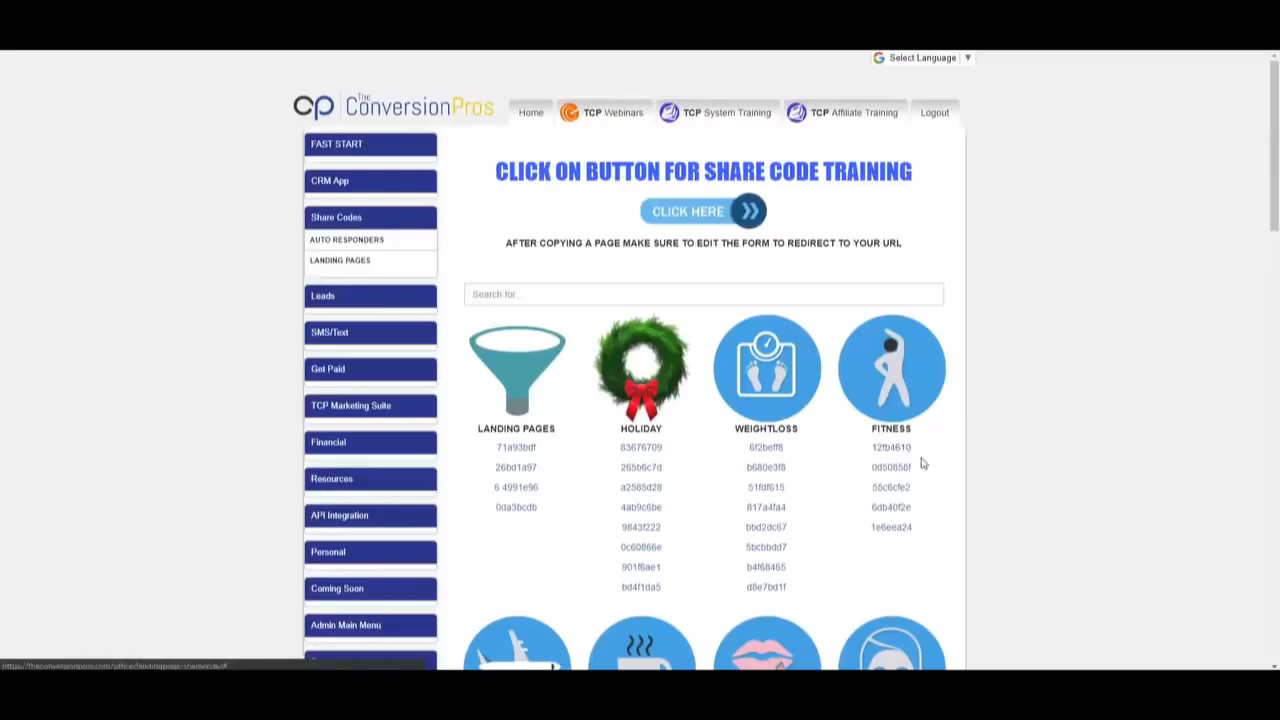 Select Language ▼
The ConversionPros
Home
TCP Webinars
TCP System Training
TCP Affiliate Training
Logout
FAST START
CRM App
Share Codes
AUTO RESPONDERS
LANDING PAGES
Leads
SMS/Text
Get Paid
TCP Marketing Suite
Financial
Resources
API Integration
Personal
Coming Soon
Admin Main Menu
CLICK ON BUTTON FOR SHARE CODE TRAINING
CLICK HERE
AFTER COPYING A PAGE MAKE SURE TO EDIT THE FORM TO REDIRECT TO YOUR URL
Search for...
LANDING PAGES
71a93bdf
26bd1a97
6.4991e96
0da3bcdb
HOLIDAY
83676709
265b6c7d
a2585d28
4ab9c6be
9843f222
0c60866e
901f6ae1
bd4f1da5
WEIGHTLOSS
6f2beff8
b680e3f8
51fdf615
817a4fa4
bbd2dc67
5bcbbdd7
b4f68465
d8e7bd1f
FITNESS
12fb4610
0d50858f
55c6cfe2
6db40f2e
1e6eea24